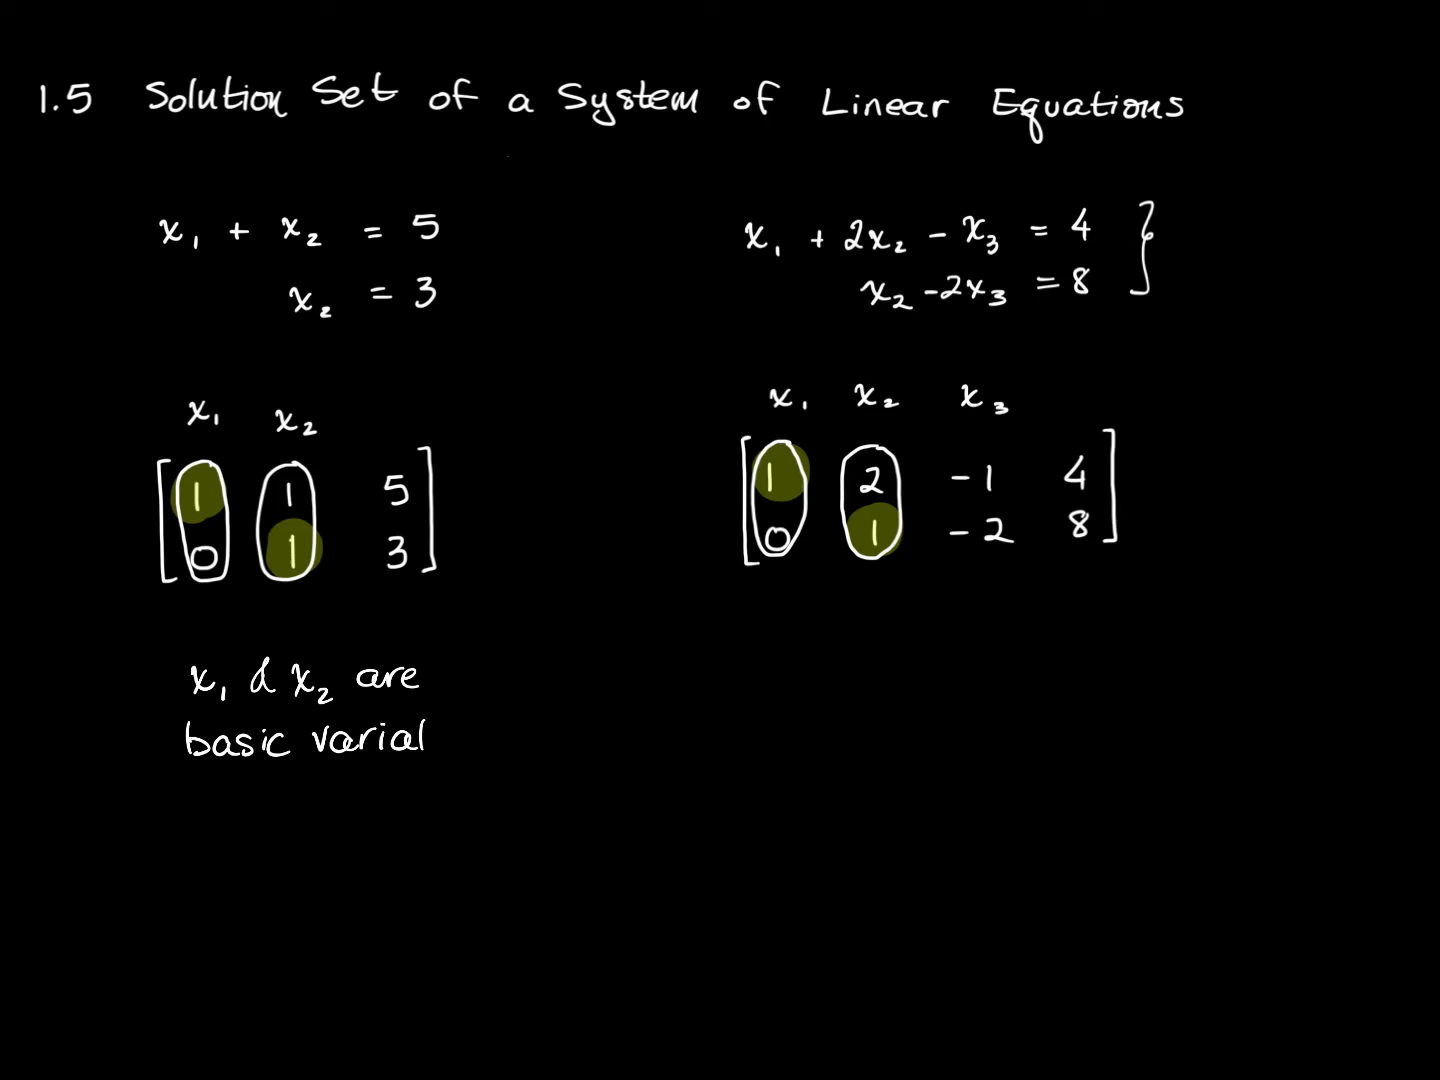 1.5 Solution Set of a System of Linear Equations
x₁ + x₂ = 5
x₂ = 3
x₁ x₂
[1 1 5
0 1 3]
x₁ & x₂ are
basic varial
x₁ + 2x₂ - x₃ = 4 }
x₂ - 2x₃ = 8
x₁ x₂ x₃
[1 2 -1 4
0 1 -2 8]